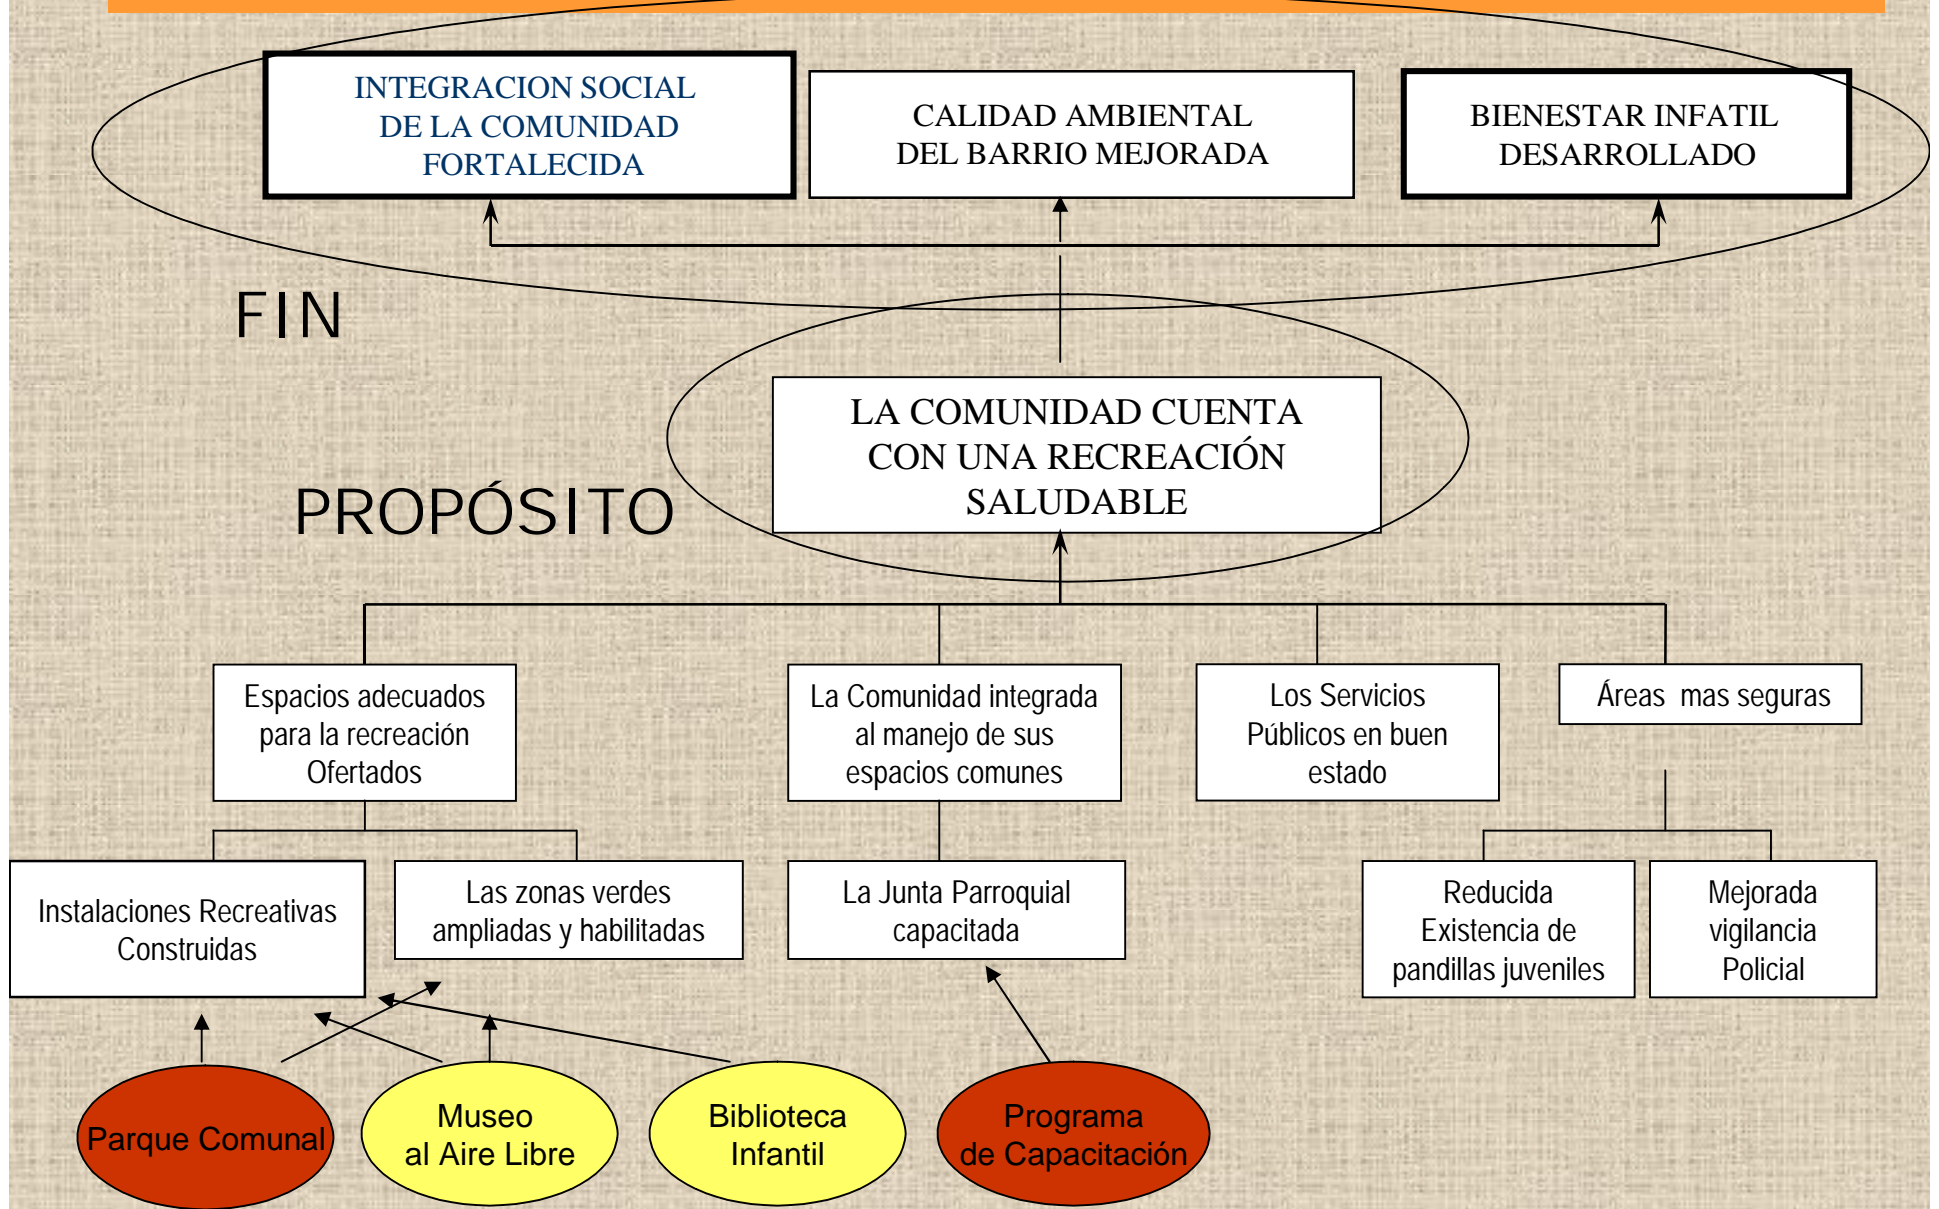 INTEGRACION SOCIAL
DE LA COMUNIDAD
FORTALECIDA
CALIDAD AMBIENTAL
DEL BARRIO MEJORADA
BIENESTAR INFATIL
DESARROLLADO
FIN
LA COMUNIDAD CUENTA
CON UNA RECREACIÓN
SALUDABLE
PROPÓSITO
Espacios adecuados
para la recreación
Ofertados
La Comunidad integrada
al manejo de sus
espacios comunes
Los Servicios
Públicos en buen
estado
Áreas  mas seguras
Instalaciones Recreativas
Construidas
Las zonas verdes
ampliadas y habilitadas
La Junta Parroquial
capacitada
Reducida
Existencia de
pandillas juveniles
Mejorada
vigilancia
Policial
Parque Comunal
Museo
al Aire Libre
Biblioteca
Infantil
Programa
de Capacitación